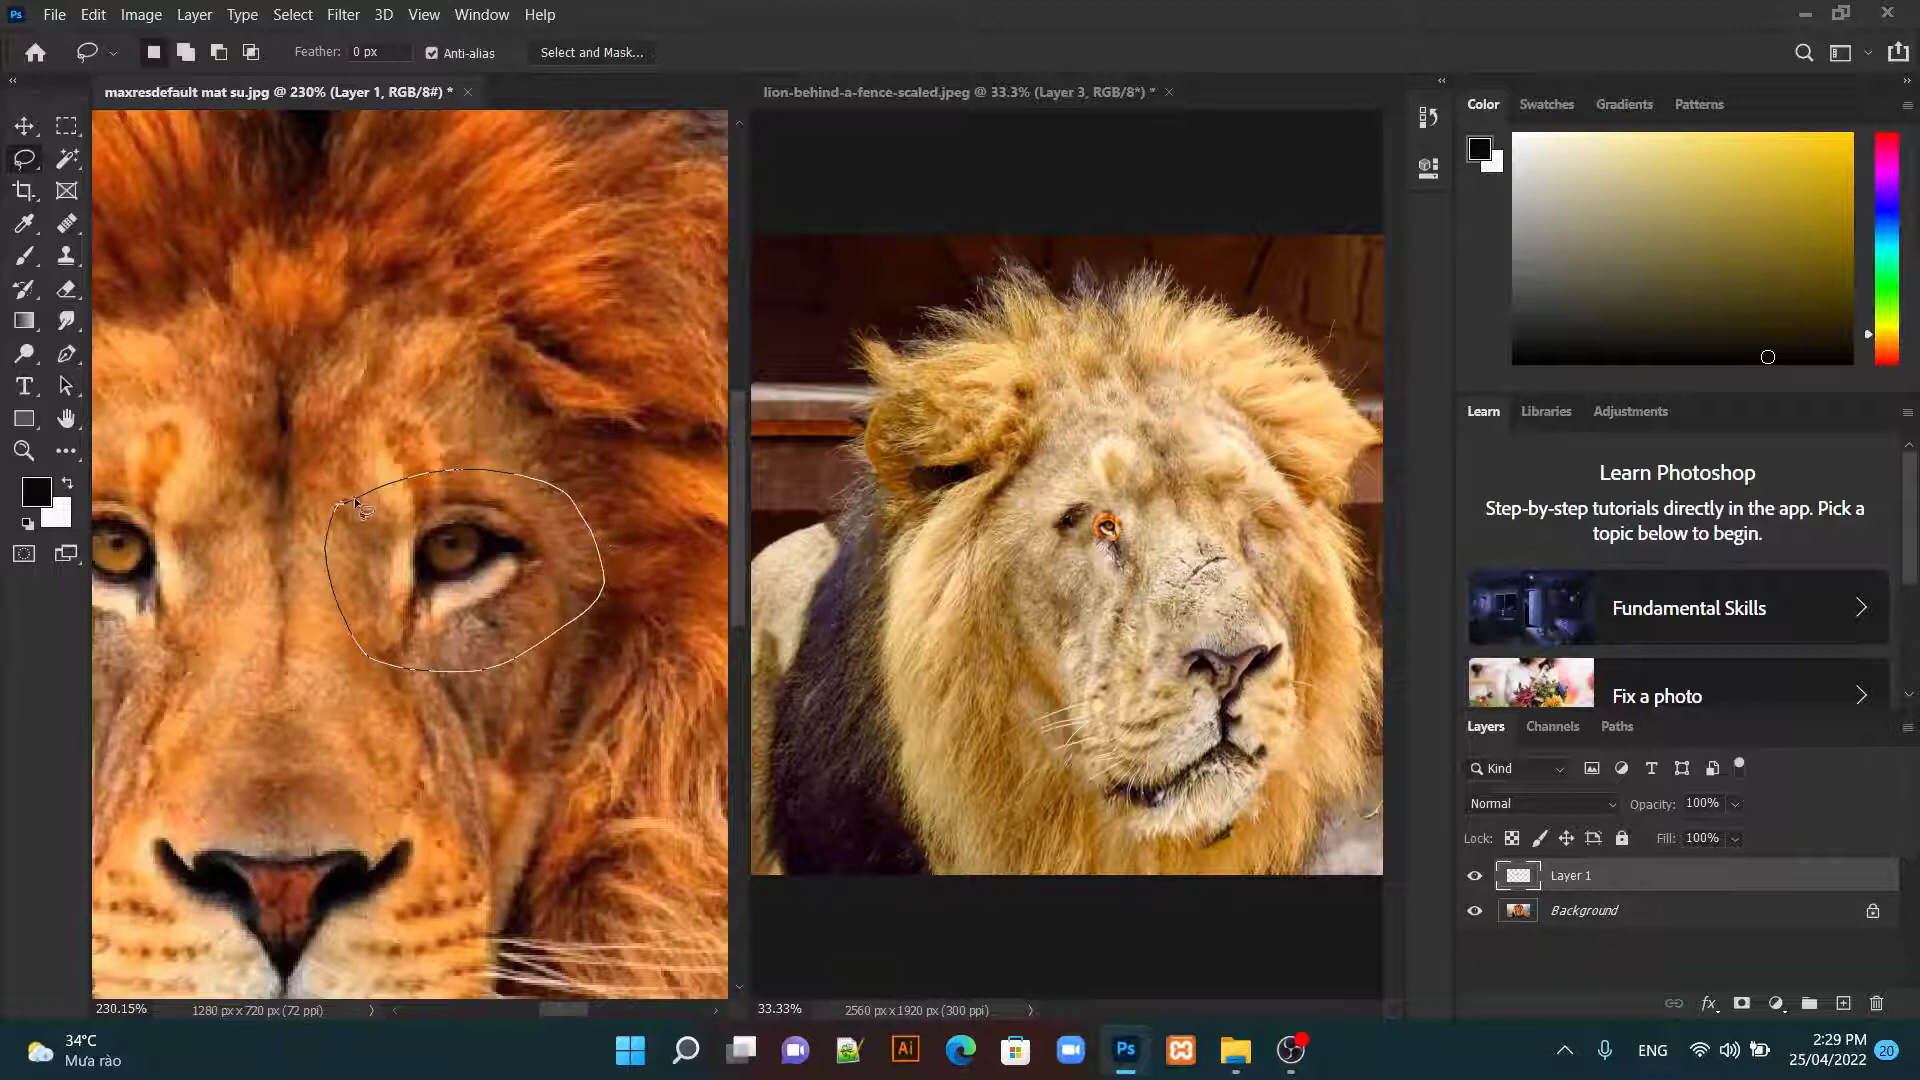 Ps File Edit Image Layer Type Select Filter 3D View Window Help
Feather: 0 px Anti-alias Select and Mask...
maxresdefault mat su.jpg @ 230% (Layer 1, RGB/8#) *
lion-behind-a-fence-scaled.jpeg @ 33.3% (Layer 3, RGB/8*) *
Color Swatches Gradients Patterns
Learn Libraries Adjustments
Learn Photoshop
Step-by-step tutorials directly in the app. Pick a
topic below to begin.
Fundamental Skills
Fix a photo
Layers Channels Paths
Kind
Normal Opacity: 100%
Lock: Fill: 100%
Layer 1
Background
fx
230.15% 1280 px x 720 px (72 ppi)
33.33% 2560 px x 1920 px (300 ppi)
34°C
Mưa rào
Ai
Ps
ENG
2:29 PM
25/04/2022
20